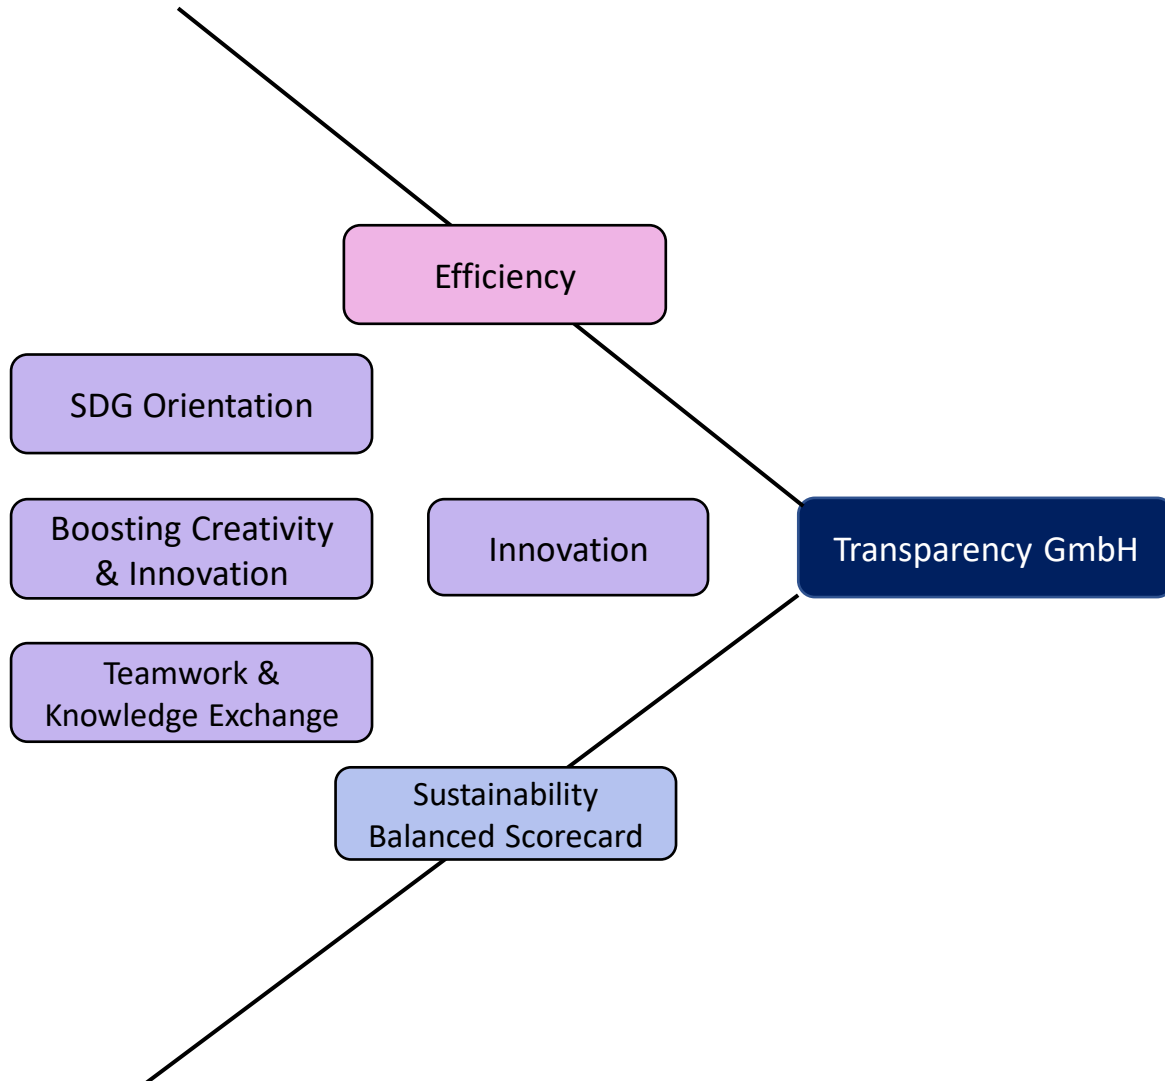 Efficiency
SDG Orientation
Boosting Creativity
& Innovation
Innovation
Transparency GmbH
Teamwork &
Knowledge Exchange
Sustainability
Balanced Scorecard